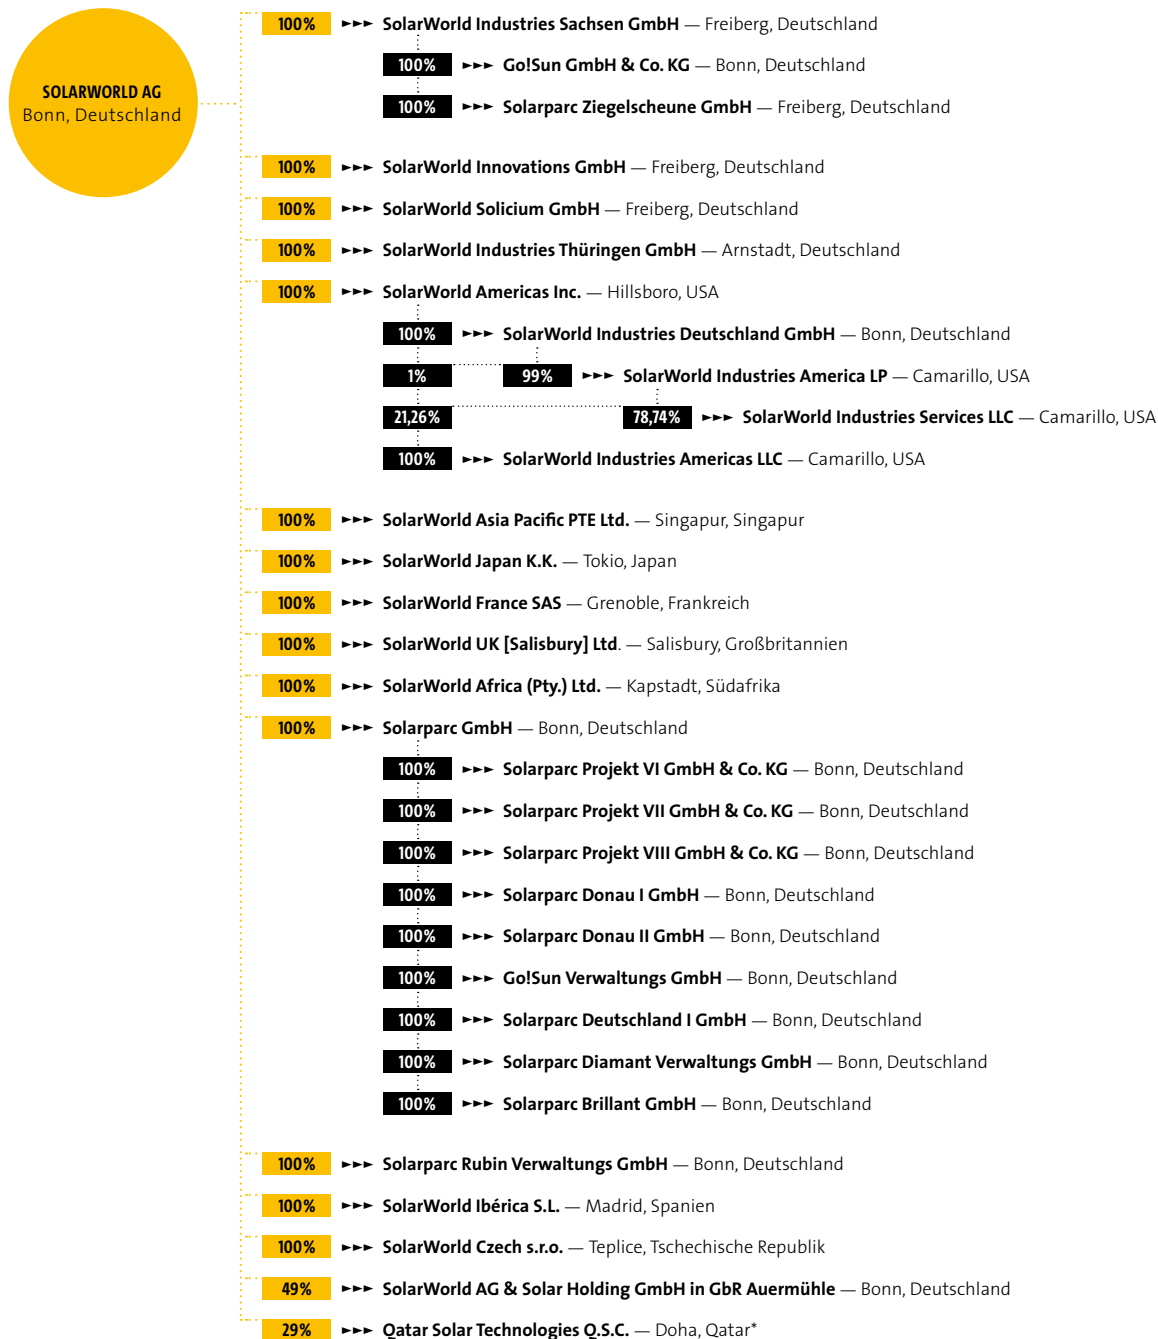 SOLARWORLD AG
Bonn, Deutschland
100% ►►► SolarWorld Industries Sachsen GmbH — Freiberg, Deutschland
100% ►►► Go!Sun GmbH & Co. KG — Bonn, Deutschland
100% ►►► Solarparc Ziegelscheune GmbH — Freiberg, Deutschland
100% ►►► SolarWorld Innovations GmbH — Freiberg, Deutschland
100% ►►► SolarWorld Solicium GmbH — Freiberg, Deutschland
100% ►►► SolarWorld Industries Thüringen GmbH — Arnstadt, Deutschland
100% ►►► SolarWorld Americas Inc. — Hillsboro, USA
100% ►►► SolarWorld Industries Deutschland GmbH — Bonn, Deutschland
1% 99% ►►► SolarWorld Industries America LP — Camarillo, USA
21,26% 78,74% ►►► SolarWorld Industries Services LLC — Camarillo, USA
100% ►►► SolarWorld Industries Americas LLC — Camarillo, USA
100% ►►► SolarWorld Asia Pacific PTE Ltd. — Singapur, Singapur
100% ►►► SolarWorld Japan K.K. — Tokio, Japan
100% ►►► SolarWorld France SAS — Grenoble, Frankreich
100% ►►► SolarWorld UK [Salisbury] Ltd. — Salisbury, Großbritannien
100% ►►► SolarWorld Africa (Pty.) Ltd. — Kapstadt, Südafrika
100% ►►► Solarparc GmbH — Bonn, Deutschland
100% ►►► Solarparc Projekt VI GmbH & Co. KG — Bonn, Deutschland
100% ►►► Solarparc Projekt VII GmbH & Co. KG — Bonn, Deutschland
100% ►►► Solarparc Projekt VIII GmbH & Co. KG — Bonn, Deutschland
100% ►►► Solarparc Donau I GmbH — Bonn, Deutschland
100% ►►► Solarparc Donau II GmbH — Bonn, Deutschland
100% ►►► Go!Sun Verwaltungs GmbH — Bonn, Deutschland
100% ►►► Solarparc Deutschland I GmbH — Bonn, Deutschland
100% ►►► Solarparc Diamant Verwaltungs GmbH — Bonn, Deutschland
100% ►►► Solarparc Brillant GmbH — Bonn, Deutschland
100% ►►► Solarparc Rubin Verwaltungs GmbH — Bonn, Deutschland
100% ►►► SolarWorld Ibérica S.L. — Madrid, Spanien
100% ►►► SolarWorld Czech s.r.o. — Teplice, Tschechische Republik
49% ►►► SolarWorld AG & Solar Holding GmbH in GbR Auermühle — Bonn, Deutschland
29% ►►► Qatar Solar Technologies Q.S.C. — Doha, Qatar*